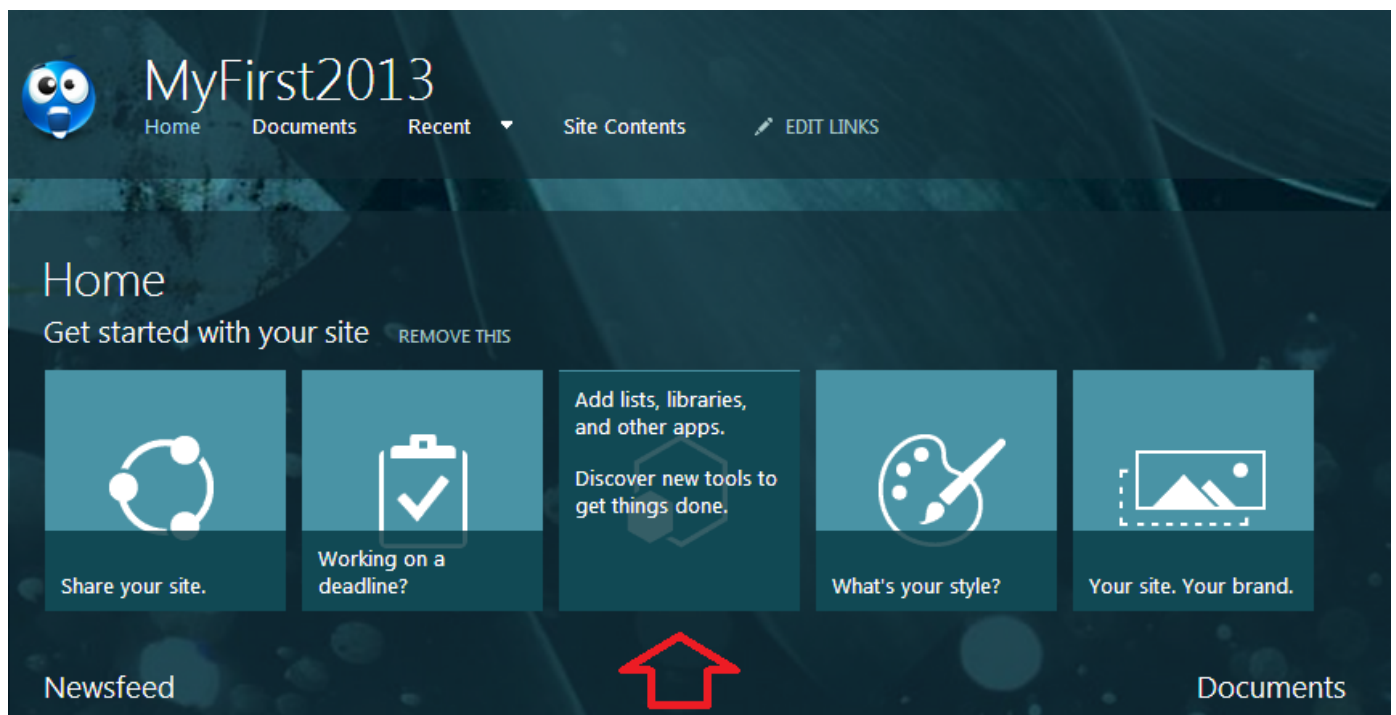 MyFirst2013
Home Documents Recent Site Contents EDIT LINKS
Home
Get started with your site REMOVE THIS
Share your site.
Working on a
deadline?
Add lists, libraries,
and other apps.
Discover new tools to
get things done.
What's your style?
Your site. Your brand.
Newsfeed
Documents